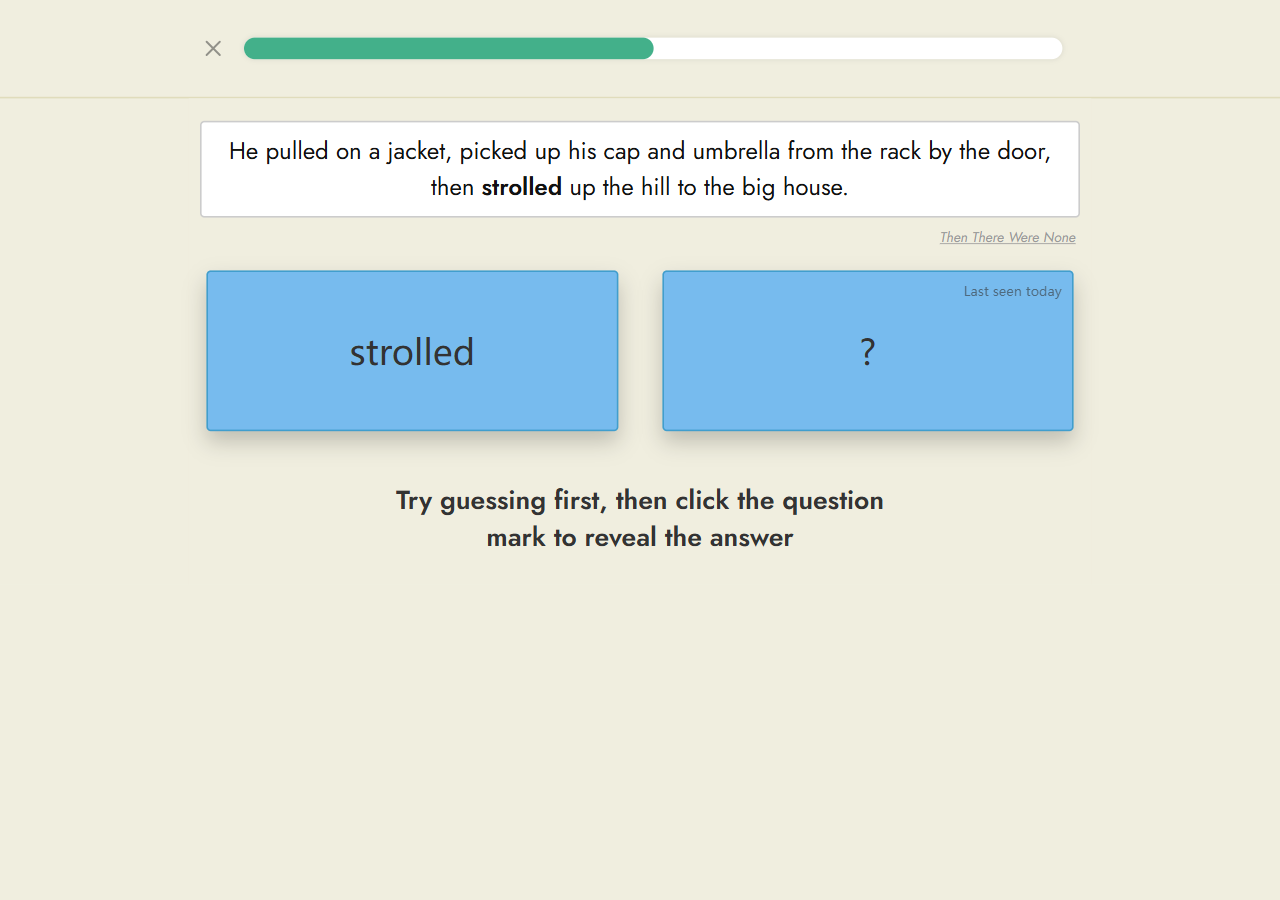 He pulled on a jacket, picked up his cap and umbrella from the rack by the door,
then strolled up the hill to the big house.
Then There Were None
strolled
Last seen today
?
Try guessing first, then click the question
mark to reveal the answer